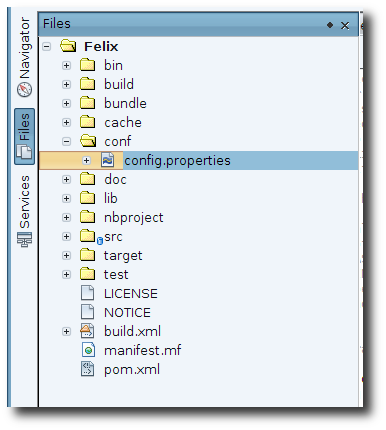 Files
Navigator
Files
Services
Felix
bin
build
bundle
cache
conf
config.properties
doc
lib
nbproject
src
target
test
LICENSE
NOTICE
build.xml
manifest.mf
pom.xml